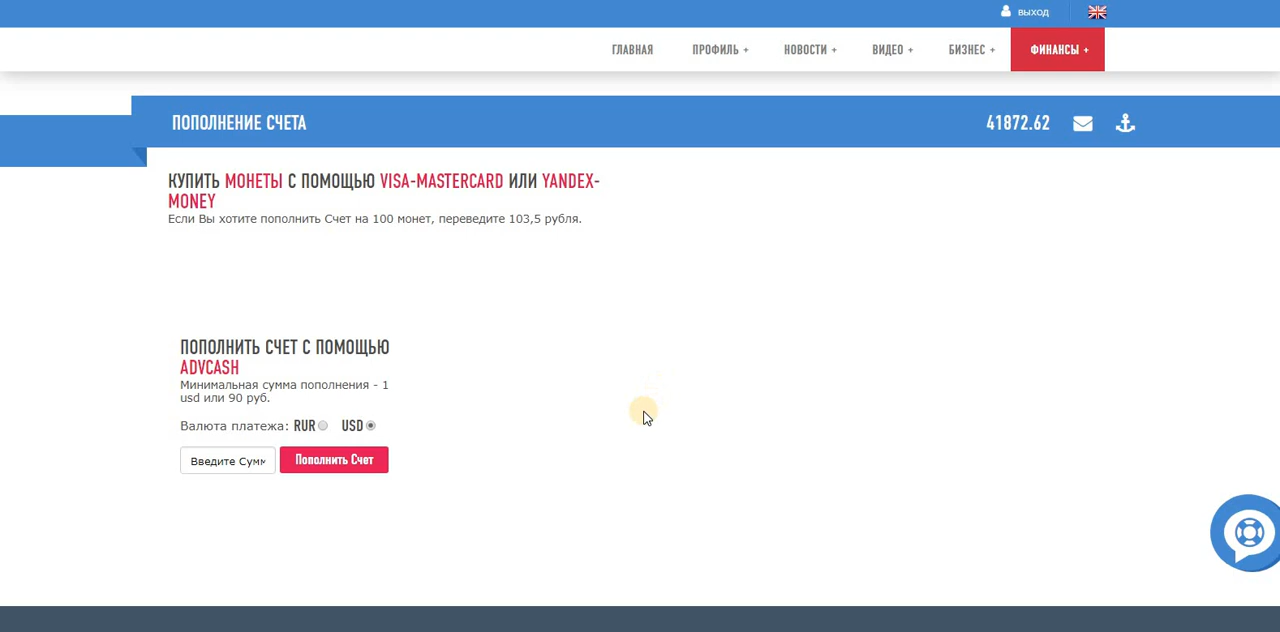 выход
ГЛАВНАЯ ПРОФИЛЬ + НОВОСТИ + ВИДЕО + БИЗНЕС + ФИНАНСЫ +
ПОПОЛНЕНИЕ СЧЕТА 41872.62
КУПИТЬ МОНЕТЫ С ПОМОЩЬЮ VISA-MASTERCARD ИЛИ YANDEX-
MONEY
Если Вы хотите пополнить Счет на 100 монет, переведите 103,5 рубля.
ПОПОЛНИТЬ СЧЕТ С ПОМОЩЬЮ
ADVCASH
Минимальная сумма пополнения - 1
usd или 90 руб.
Валюта платежа: RUR USD
Введите Сумм Пополнить Счет